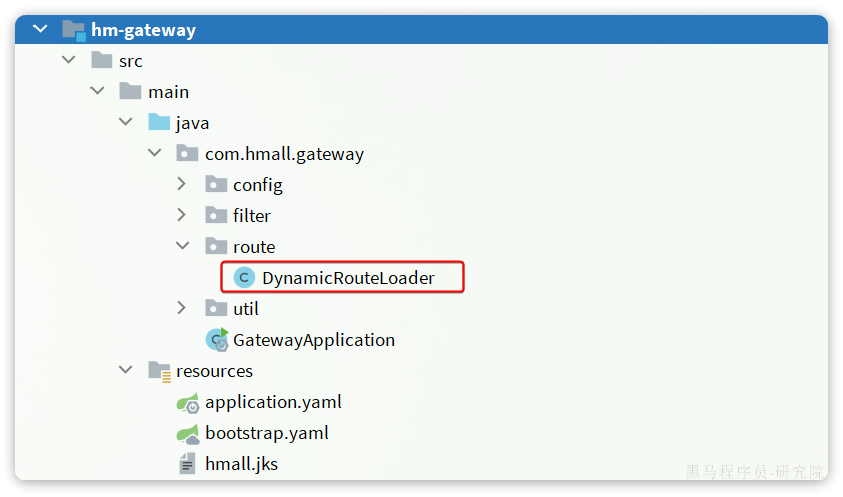 hm-gateway
src
main
java
com.hmall.gateway
config
filter
route
C DynamicRouteLoader
util
GatewayApplication
resources
application.yaml
bootstrap.yaml
hmall.jks
黑马程序员-研究院